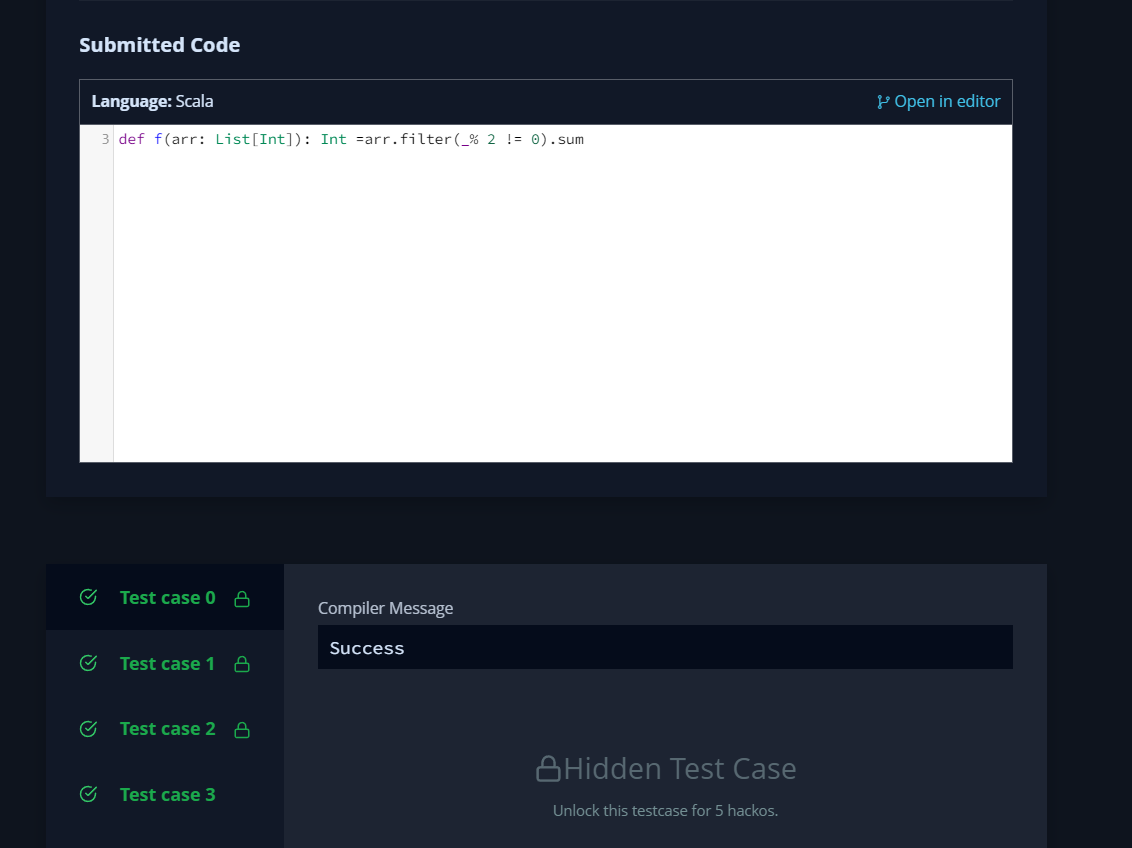 Submitted Code
Language: Scala
Open in editor
3 def f(arr: List[Int]): Int =arr.filter(_% 2 != 0).sum
Test case 0
Test case 1
Test case 2
Test case 3
Compiler Message
Success
Hidden Test Case
Unlock this testcase for 5 hackos.